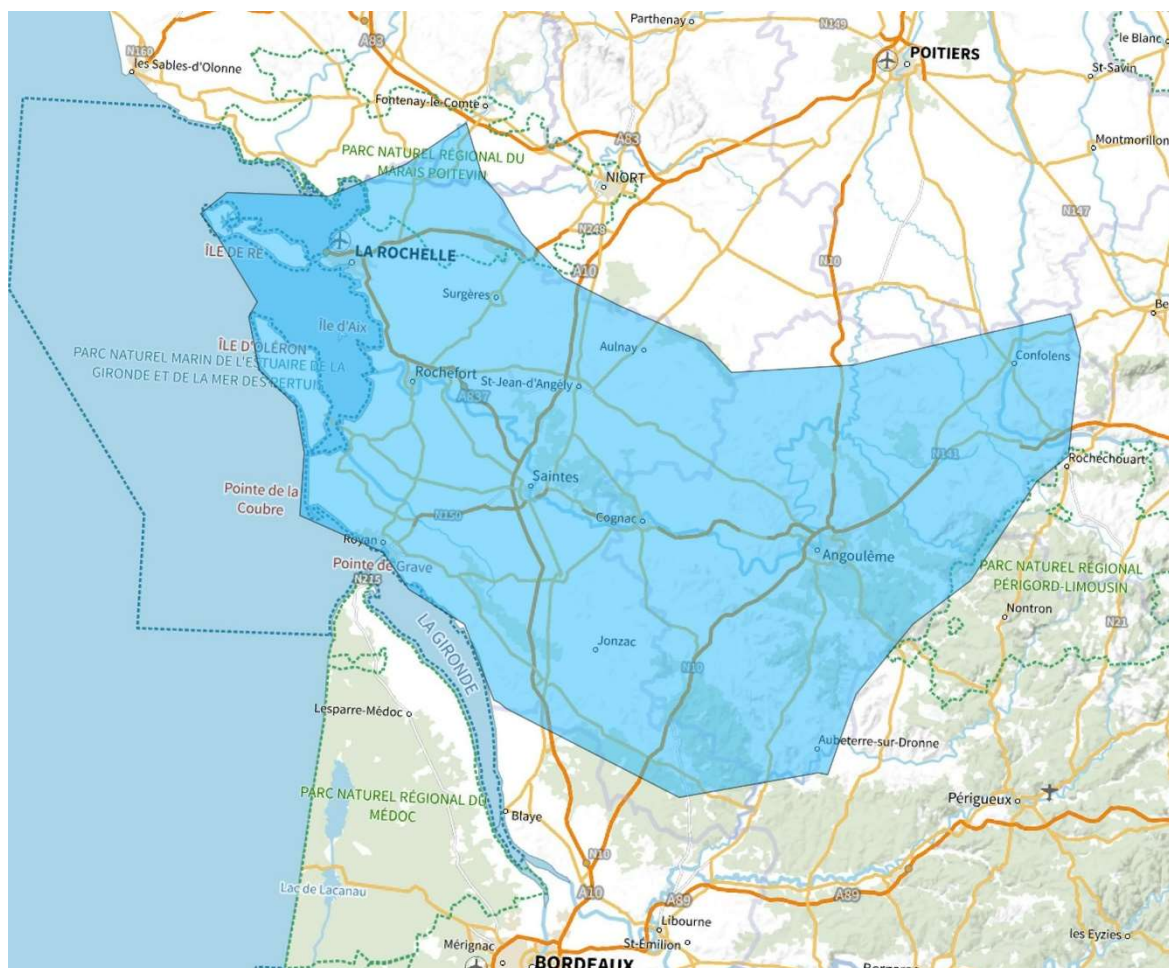 Parthenay
N149
le Blanc
N160
A83
POITIERS
les Sables-d'Olonne
St-Savin
Fontenay-le-Comte
A83
Montmorillon
PARC NATUREL RÉGIONAL DU
MARAIS POITEVIN
NIORT
N147
N248
ÎLE DE RÉ
LA ROCHELLE
N10
A10
Surgères
Be
Île d'Aix
ÎLE D'OLÉRON
Aulnay
PARC NATUREL MARIN DE L'ESTUAIRE DE LA
GIRONDE ET DE LA MER DES PERTUIS
Confolens
Rochefort
St-Jean-d'Angély
A837
N141
Rochechouart
Saintes
Pointe de la
Coubre
N150
Cognac
Royan
Angoulême
Pointe de Grave
N215
PARC NATUREL RÉGIONAL
PÉRIGORD-LIMOUSIN
Nontron
N21
LA GIRONDE
Jonzac
N10
Lesparre-Médoc
Aubeterre-sur-Dronne
PARC NATUREL RÉGIONAL DU
MÉDOC
Périgueux
Blaye
N10
Lac de Lacanau
A10
A89
A89
Libourne
les Eyzies
Mérignac
St-Émilion
BORDEAUX